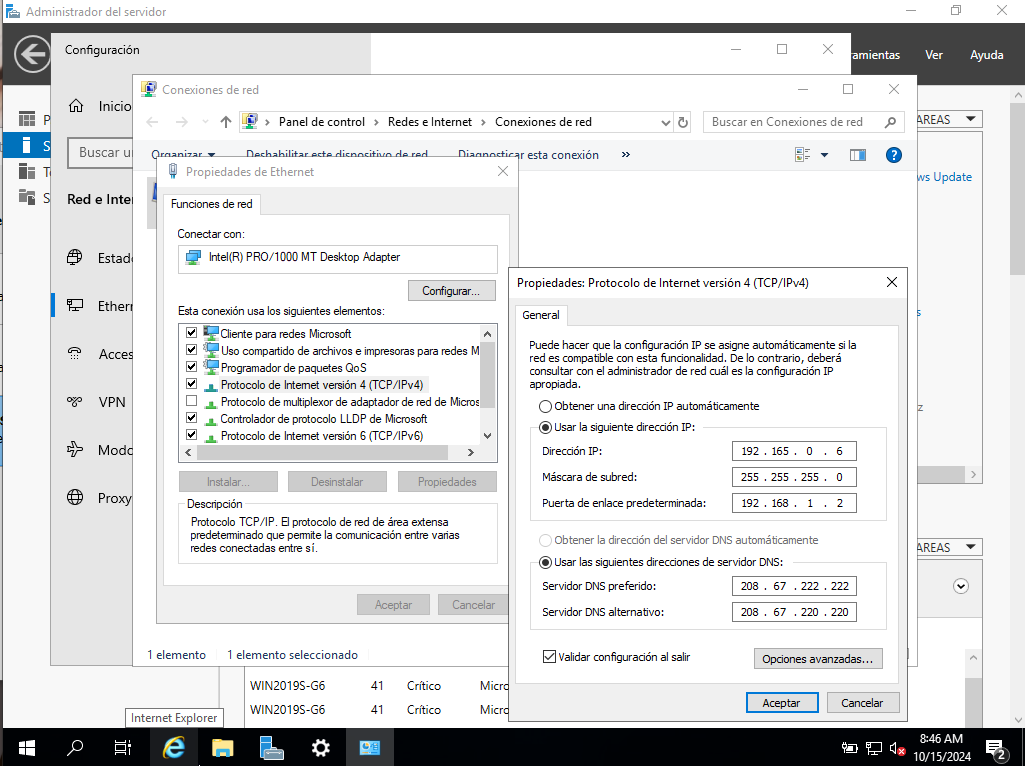 Administrador del servidor
Configuración
ramientas
Ver
Ayuda
Inicio
Buscar u
Red e Inter
Estado
Ethern
Acces
VPN
Modo
Proxy
Conexiones de red
Panel de control
Redes e Internet
Conexiones de red
Buscar en Conexiones de red
Organizar
Deshabilitar este dispositivo de red
Diagnosticar esta conexión
»
AREAS
ws Update
Propiedades de Ethernet
Funciones de red
Conectar con:
Intel(R) PRO/1000 MT Desktop Adapter
Configurar...
Esta conexión usa los siguientes elementos:
Cliente para redes Microsoft
Uso compartido de archivos e impresoras para redes M
Programador de paquetes QoS
Protocolo de Internet versión 4 (TCP/IPv4)
Protocolo de multiplexor de adaptador de red de Micros
Controlador de protocolo LLDP de Microsoft
Protocolo de Internet versión 6 (TCP/IPv6)
Instalar...
Desinstalar
Propiedades
Descripción
Protocolo TCP/IP. El protocolo de red de área extensa
predeterminado que permite la comunicación entre varias
redes conectadas entre sí.
Aceptar
Cancelar
1 elemento
1 elemento seleccionado
Propiedades: Protocolo de Internet versión 4 (TCP/IPv4)
General
Puede hacer que la configuración IP se asigne automáticamente si la
red es compatible con esta funcionalidad. De lo contrario, deberá
consultar con el administrador de red cuál es la configuración IP
apropiada.
Obtener una dirección IP automáticamente
Usar la siguiente dirección IP:
Dirección IP:
192 . 165 . 0 . 6
Máscara de subred:
255 . 255 . 255 . 0
Puerta de enlace predeterminada:
192 . 168 . 1 . 2
Obtener la dirección del servidor DNS automáticamente
Usar las siguientes direcciones de servidor DNS:
Servidor DNS preferido:
208 . 67 . 222 . 222
Servidor DNS alternativo:
208 . 67 . 220 . 220
Validar configuración al salir
Opciones avanzadas...
Aceptar
Cancelar
AREAS
WIN2019S-G6 41 Crítico Micro
WIN2019S-G6 41 Crítico Micro
Internet Explorer
8:46 AM
10/15/2024
2